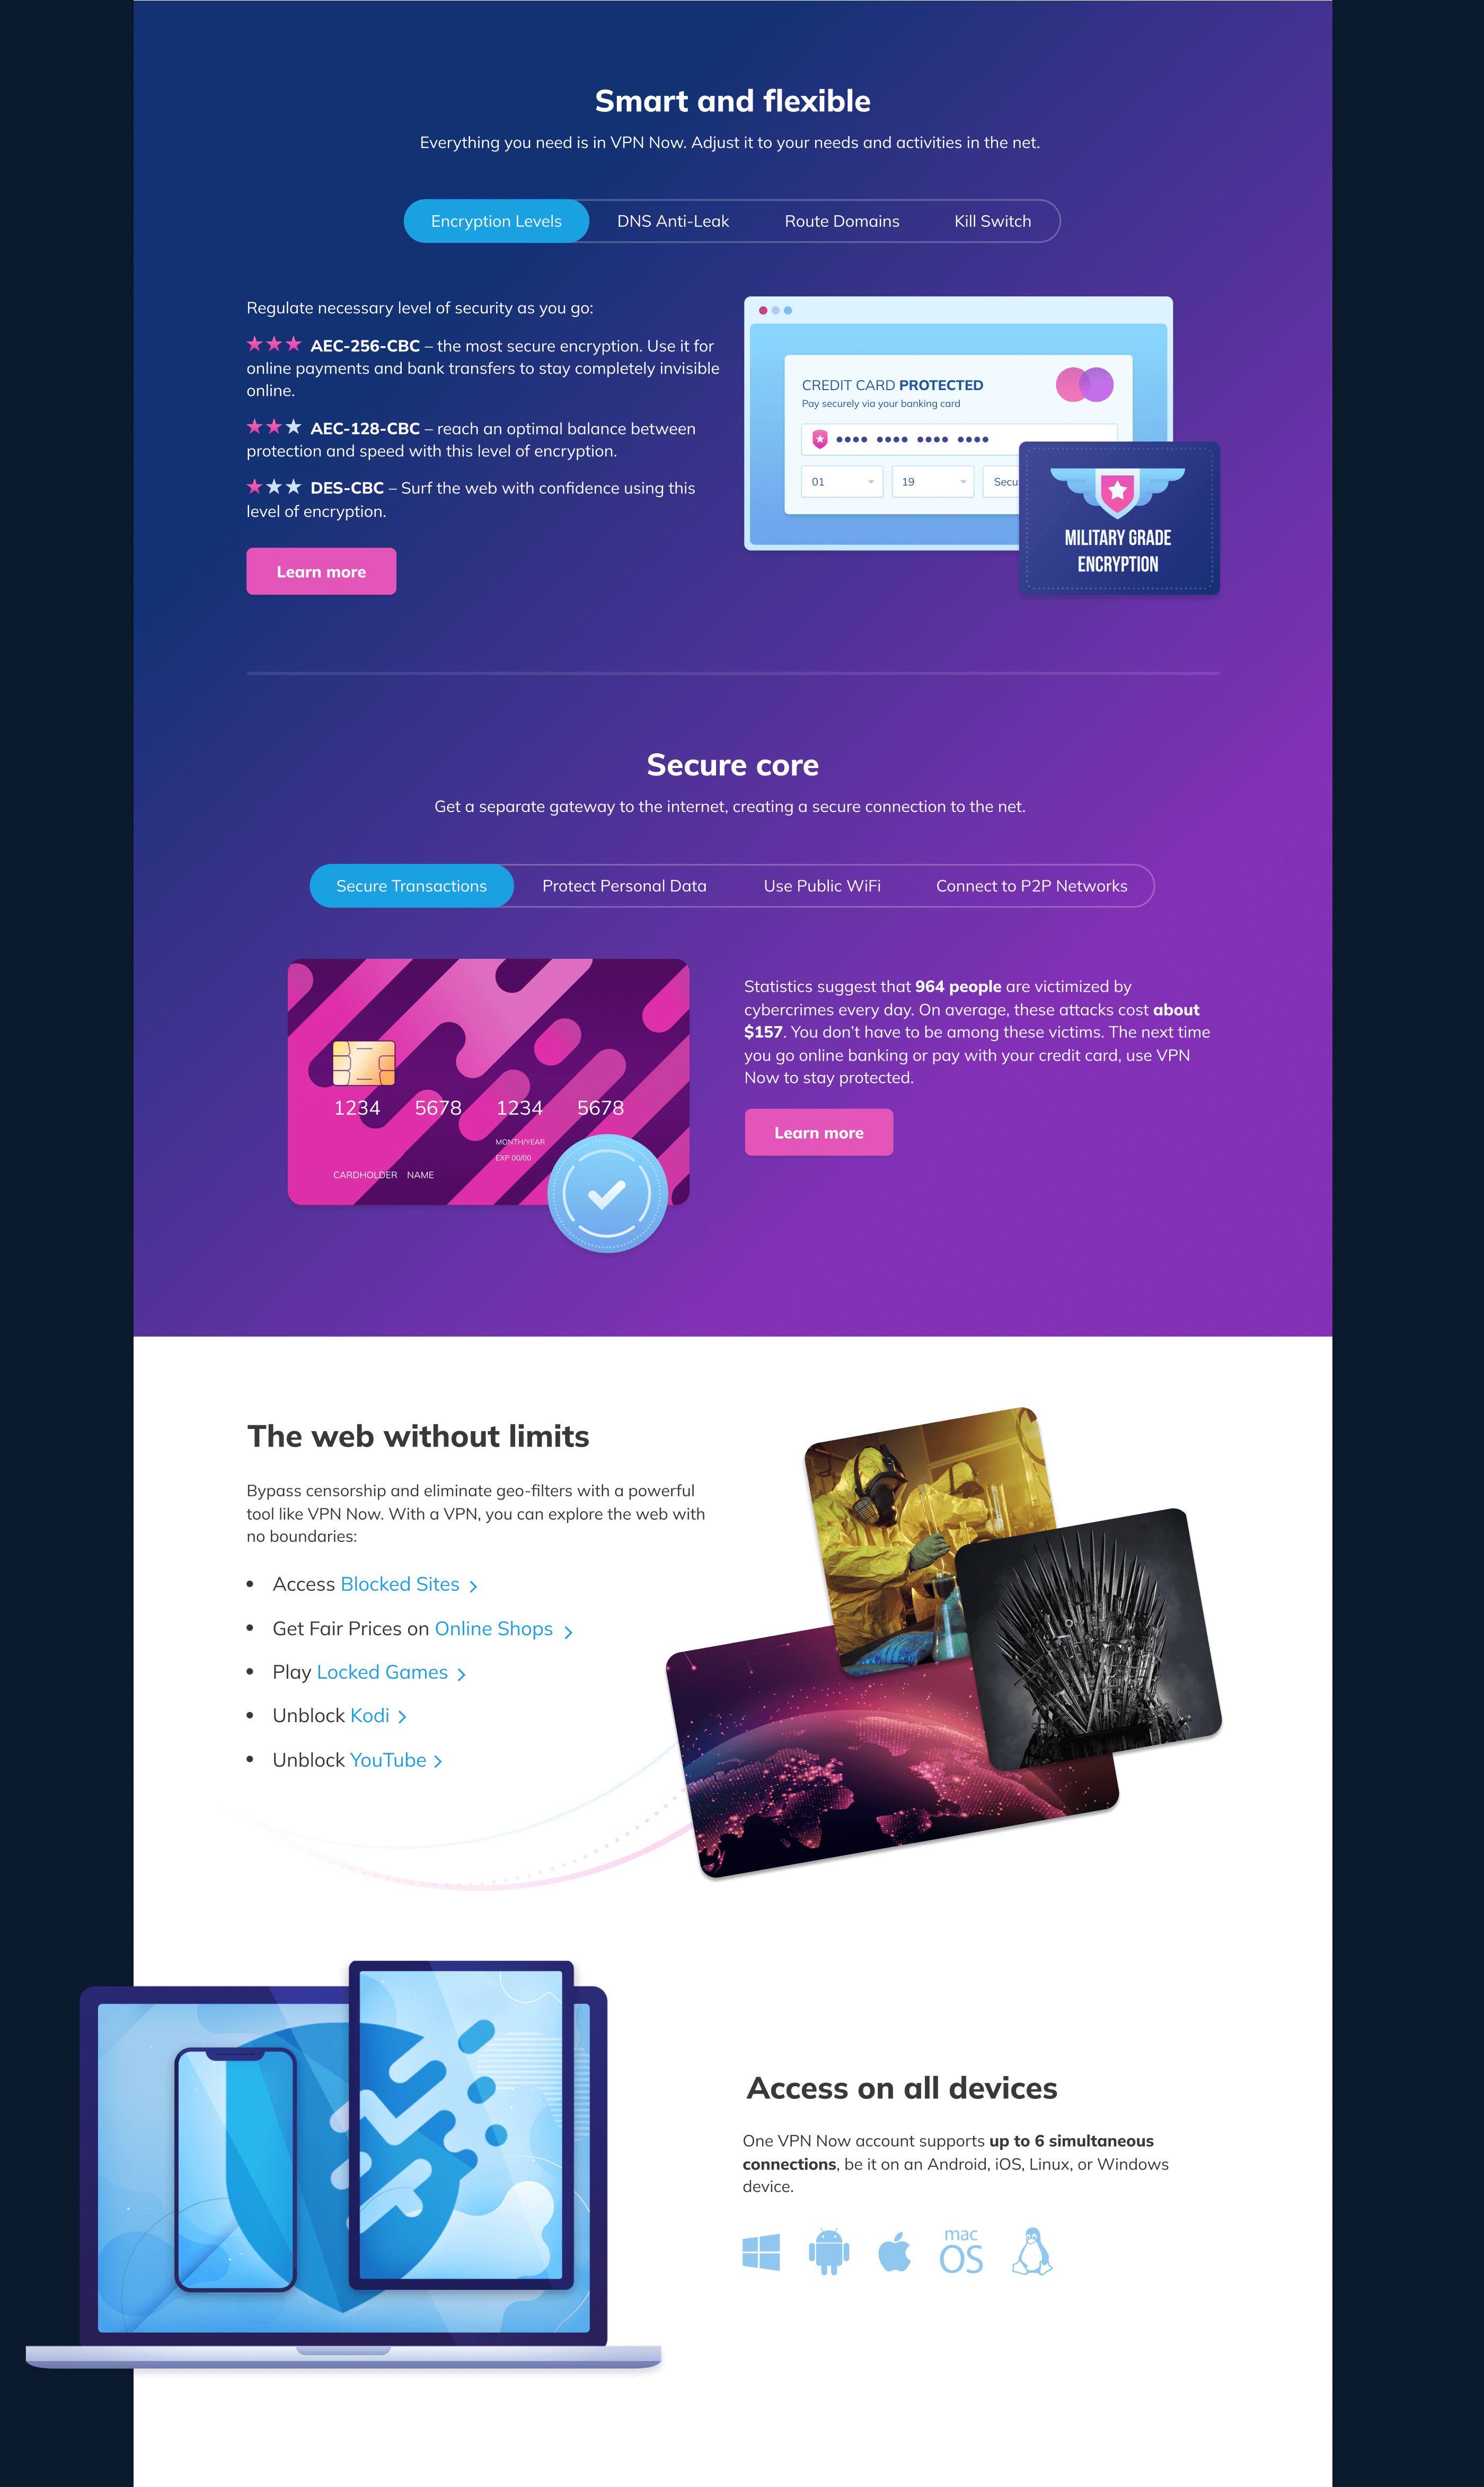 Smart and flexible
Everything you need is in VPN Now. Adjust it to your needs and activities in the net.
Encryption Levels DNS Anti-Leak Route Domains Kill Switch
Regulate necessary level of security as you go:
AEC-256-CBC – the most secure encryption. Use it for
online payments and bank transfers to stay completely invisible
online.
AEC-128-CBC – reach an optimal balance between
protection and speed with this level of encryption.
DES-CBC – Surf the web with confidence using this
level of encryption.
Learn more
CREDIT CARD PROTECTED
Pay securely via your banking card
01 19 Secu
MILITARY GRADE
ENCRYPTION
Secure core
Get a separate gateway to the internet, creating a secure connection to the net.
Secure Transactions Protect Personal Data Use Public WiFi Connect to P2P Networks
1234 5678 1234 5678
MONTH/YEAR
EXP 00/00
CARDHOLDER NAME
Statistics suggest that 964 people are victimized by
cybercrimes every day. On average, these attacks cost about
$157. You don't have to be among these victims. The next time
you go online banking or pay with your credit card, use VPN
Now to stay protected.
Learn more
The web without limits
Bypass censorship and eliminate geo-filters with a powerful
tool like VPN Now. With a VPN, you can explore the web with
no boundaries:
• Access Blocked Sites
• Get Fair Prices on Online Shops
• Play Locked Games
• Unblock Kodi
• Unblock YouTube
Access on all devices
One VPN Now account supports up to 6 simultaneous
connections, be it on an Android, iOS, Linux, or Windows
device.
mac
OS